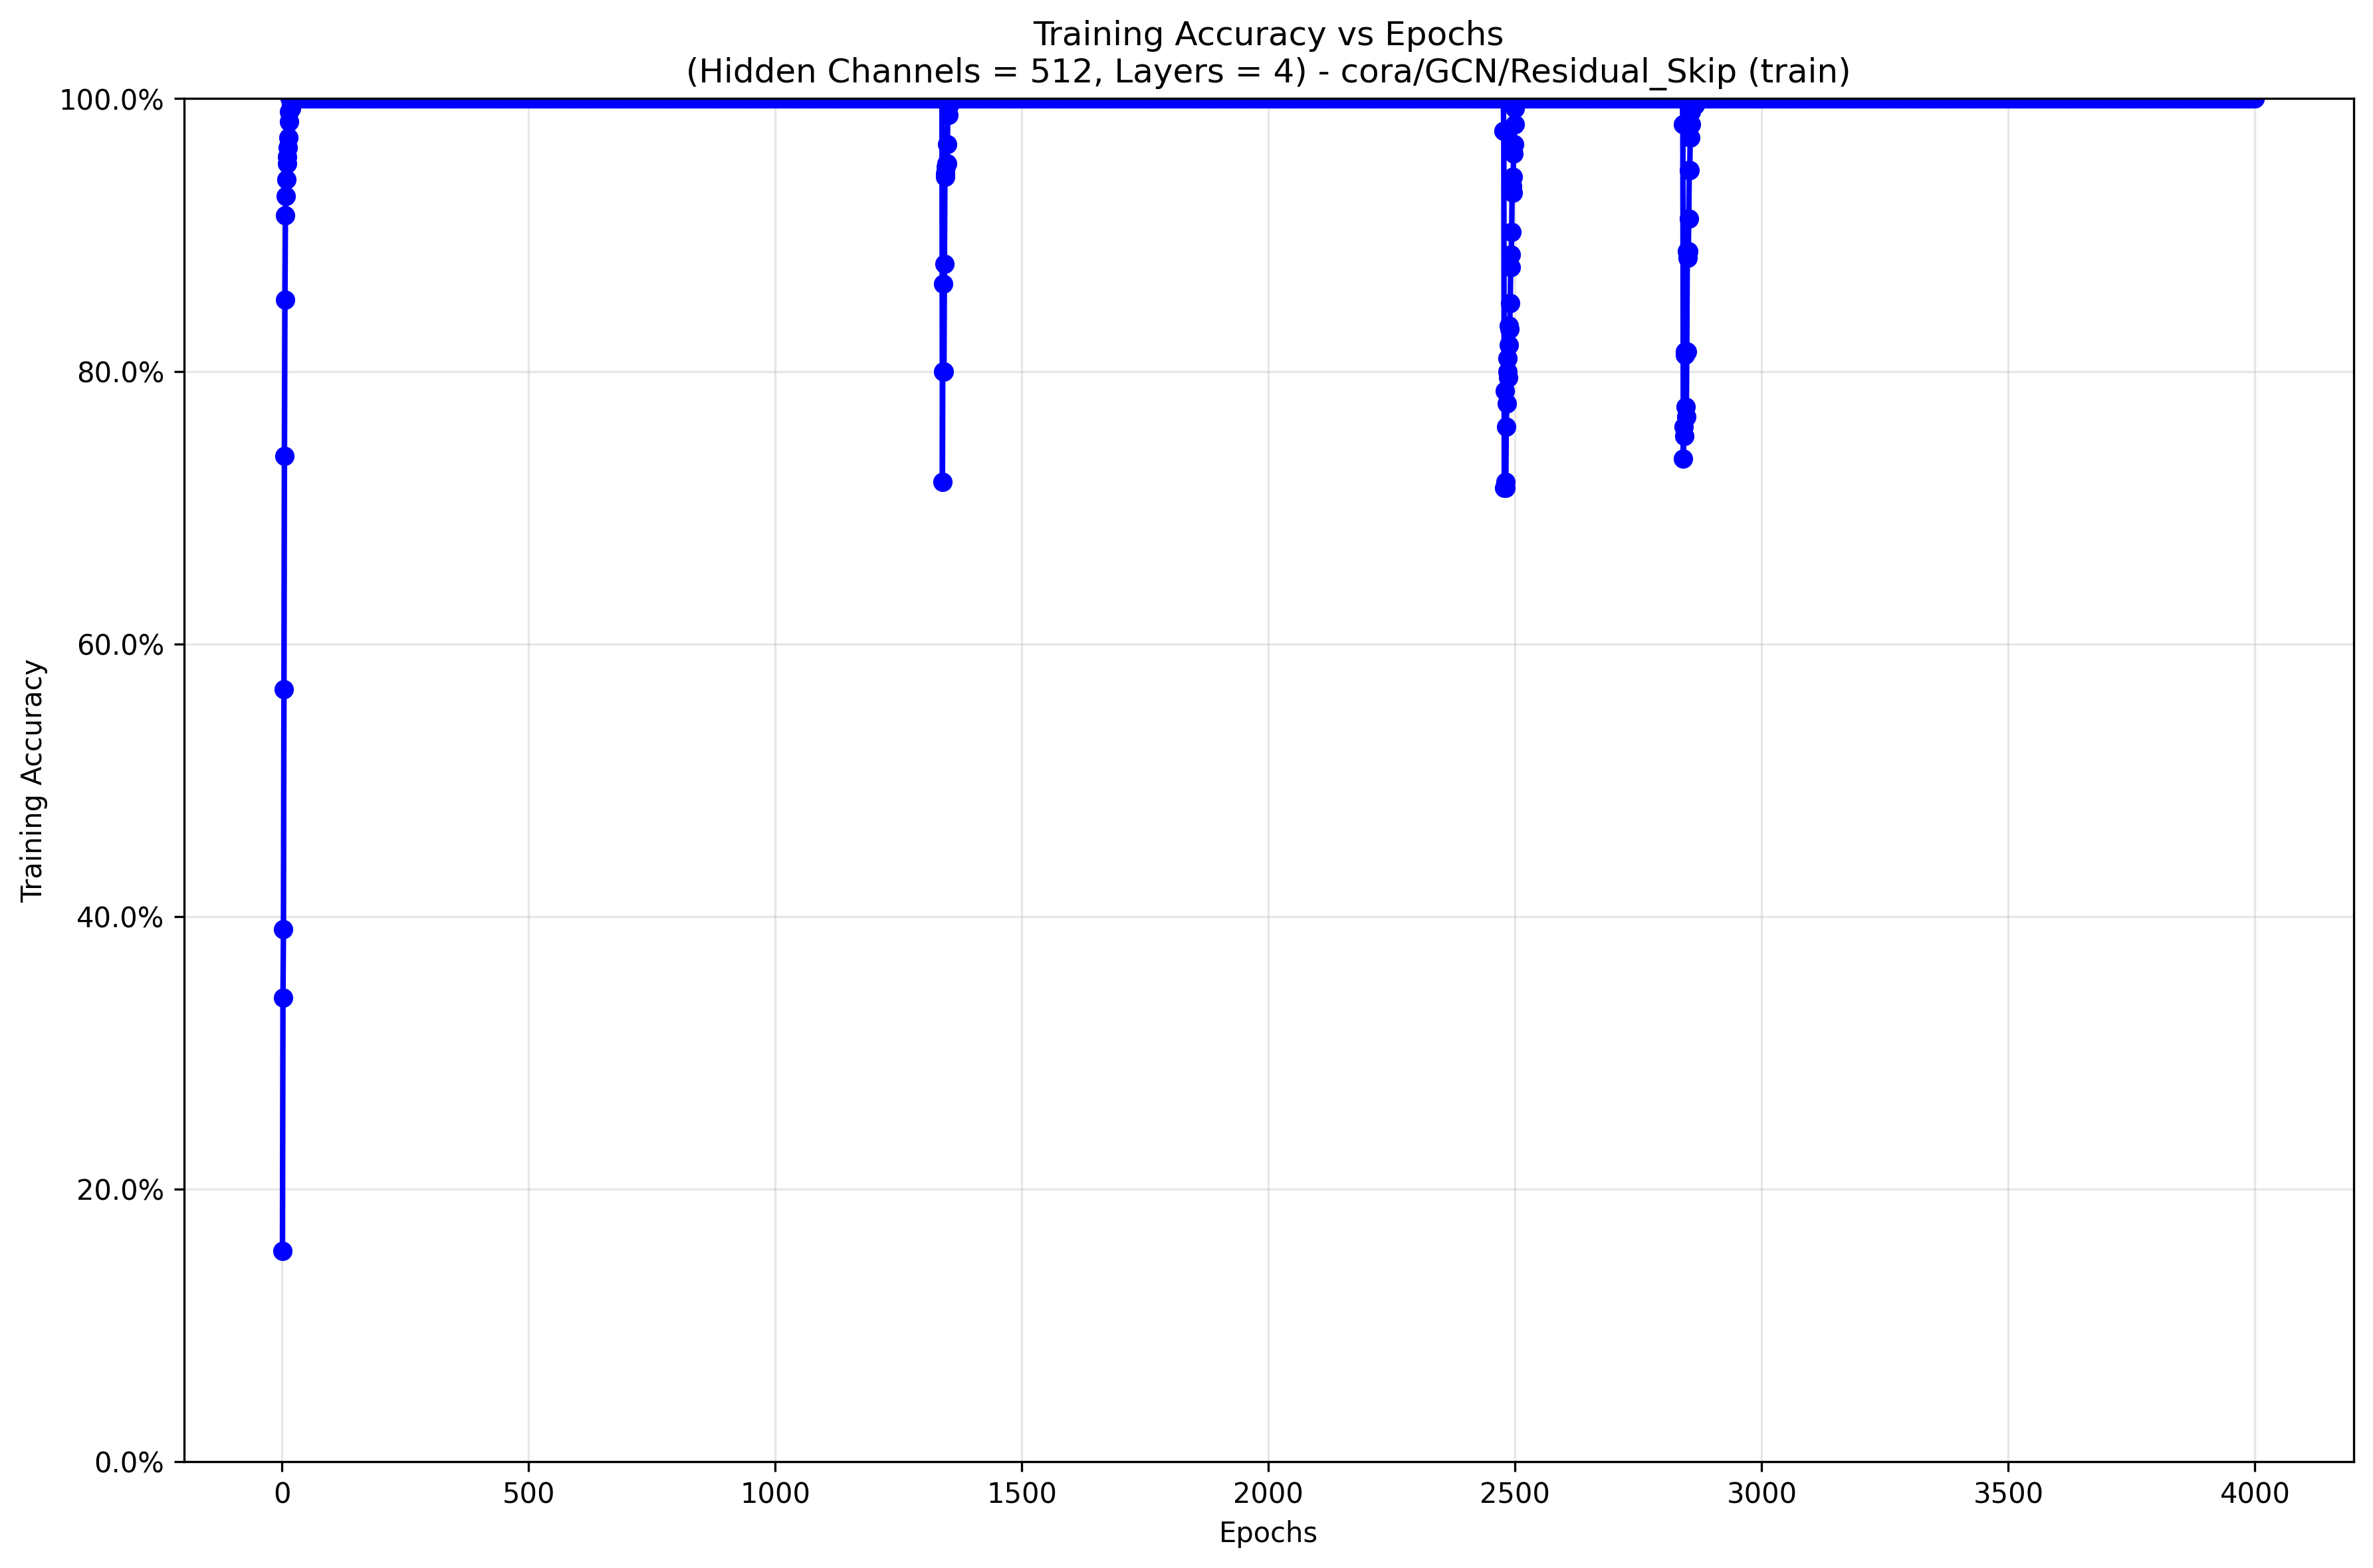 Training Accuracy vs Epochs
(Hidden Channels = 512, Layers = 4) - cora/GCN/Residual_Skip (train)
100.0%
80.0%
60.0%
40.0%
20.0%
0.0%
Training Accuracy
0 500 1000 1500 2000 2500 3000 3500 4000
Epochs